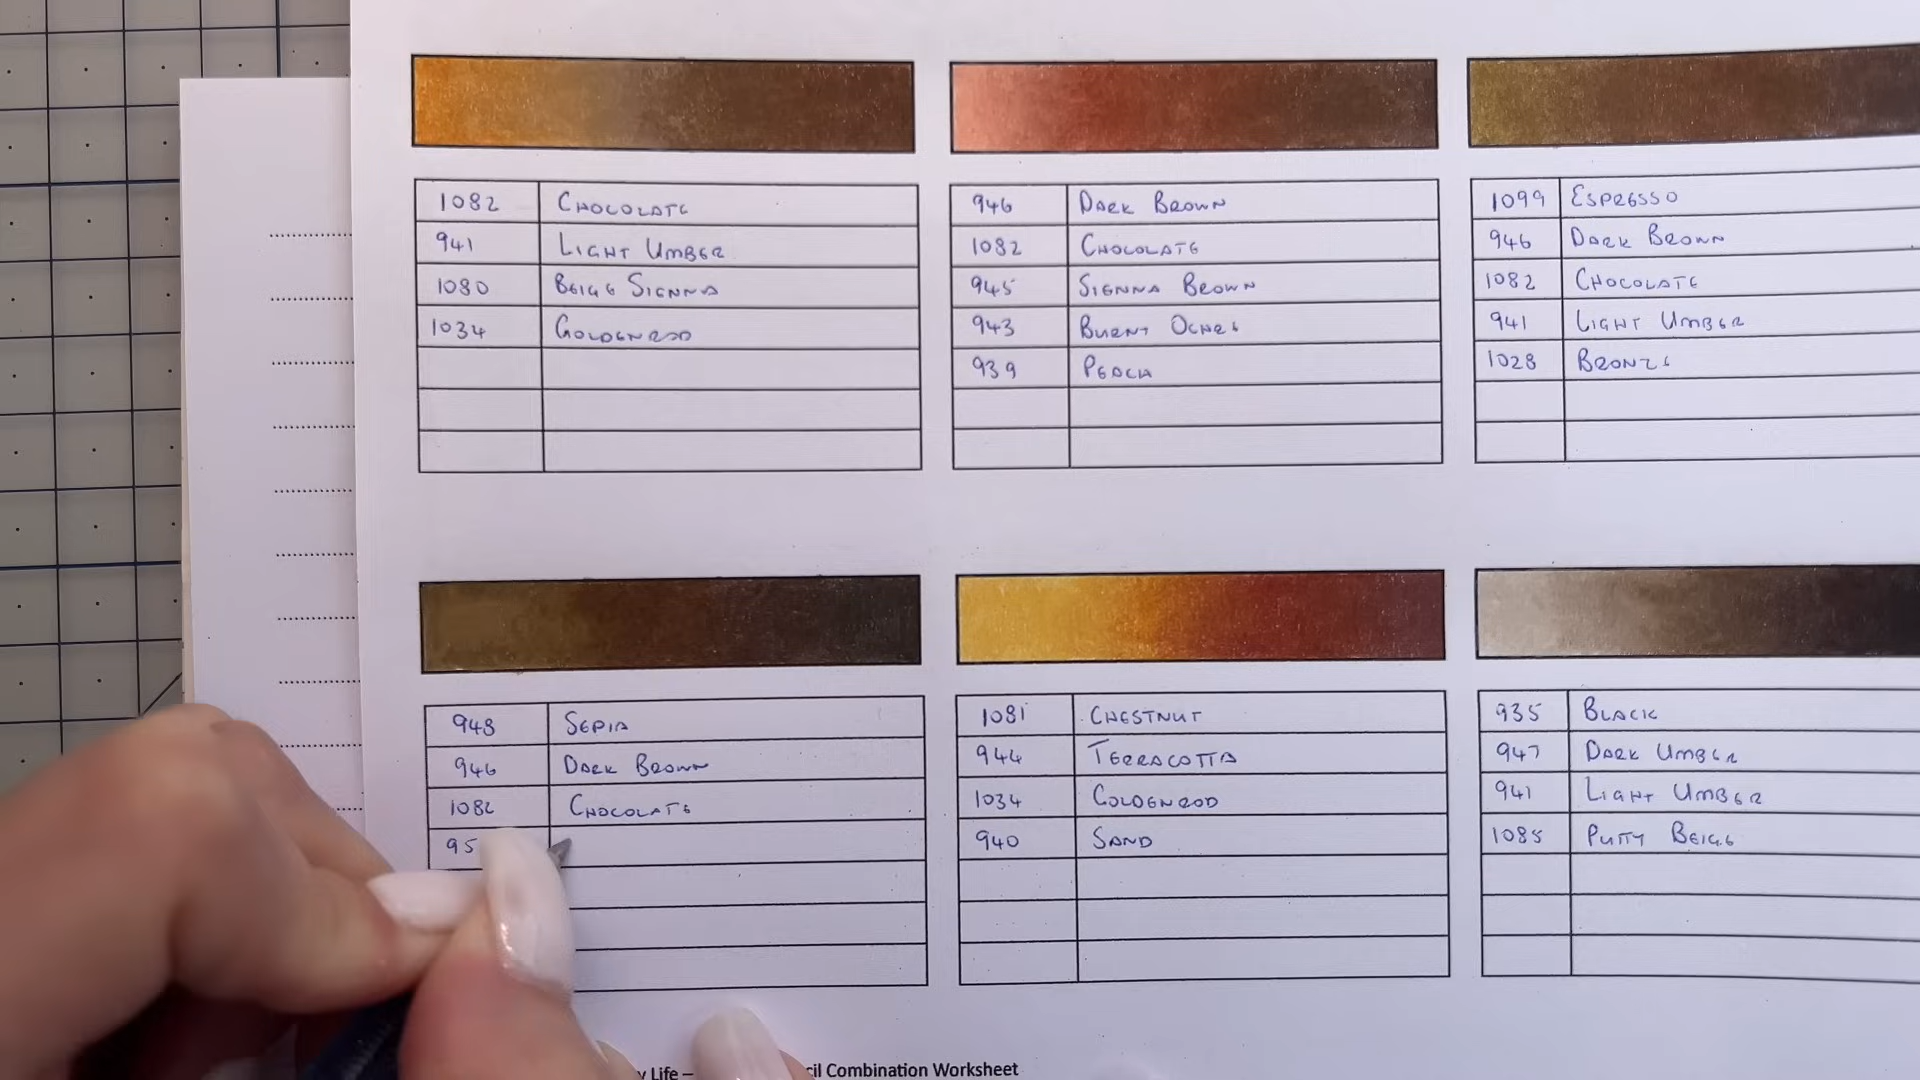 1082 CHOCOLATE
941 LIGHT UMBER
1080 BEIGE SIENNA
1034 GOLDENROD
946 DARK BROWN
1082 CHOCOLATE
945 SIENNA BROWN
943 BURNT OCHRE
939 PEACH
1099 ESPRESSO
946 DARK BROWN
1082 CHOCOLATE
941 LIGHT UMBER
1028 BRONZE
948 SEPIA
946 DARK BROWN
1082 CHOCOLATE
95
1081 CHESTNUT
944 TERRACOTTA
1034 GOLDENROD
940 SAND
935 BLACK
947 DARK UMBER
941 LIGHT UMBER
1085 PUTTY BEIGE
Life – Combination Worksheet